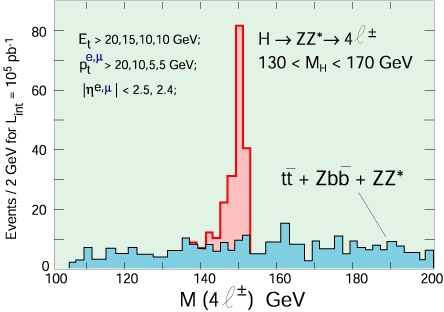 80
60
40
20
0
Events / 2 GeV for L_int = 10^5 pb^-1
E_t > 20,15,10,10 GeV;
p_t^e,μ > 20,10,5,5 GeV;
|η^e,μ| < 2.5, 2.4;
H → ZZ* → 4 ℓ^±
130 < M_H < 170 GeV
tt̅ + Zbb̅ + ZZ*
100 120 140 160 180 200
M (4 ℓ^±) GeV